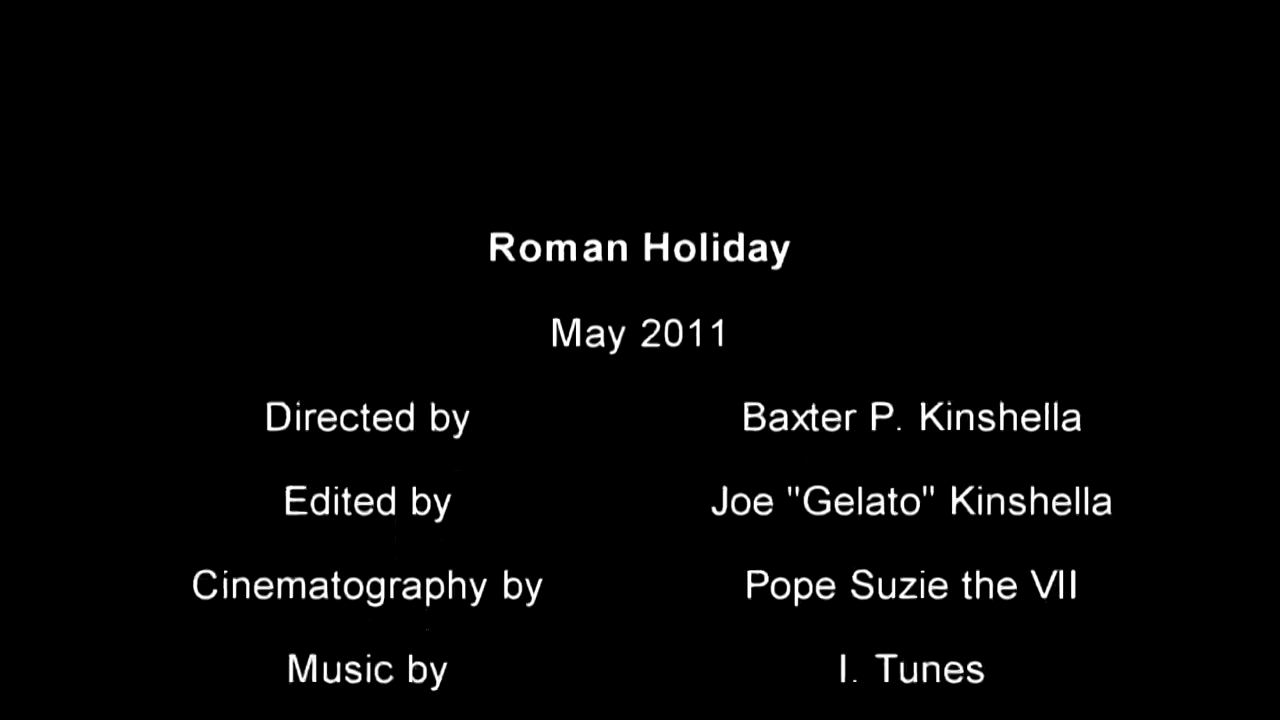 Roman Holiday
May 2011
Directed by Baxter P. Kinshella
Edited by Joe "Gelato" Kinshella
Cinematography by Pope Suzie the VII
Music by I. Tunes